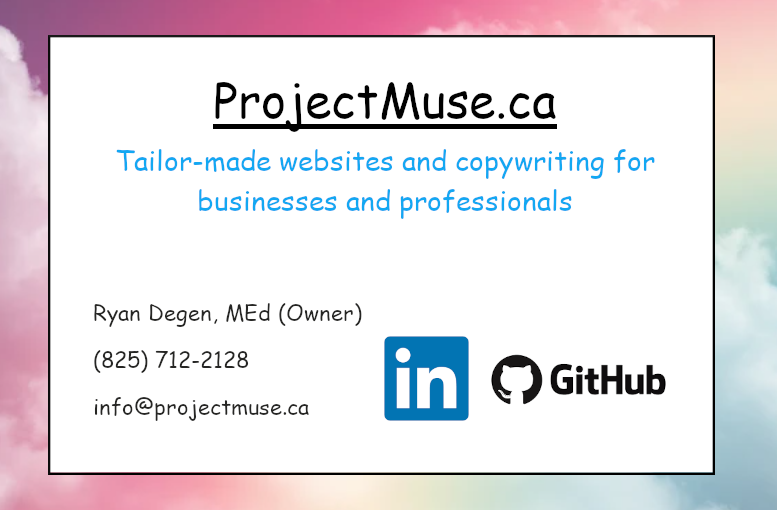 ProjectMuse.ca
Tailor-made websites and copywriting for
businesses and professionals
Ryan Degen, MEd (Owner)
(825) 712-2128
info@projectmuse.ca
in
GitHub